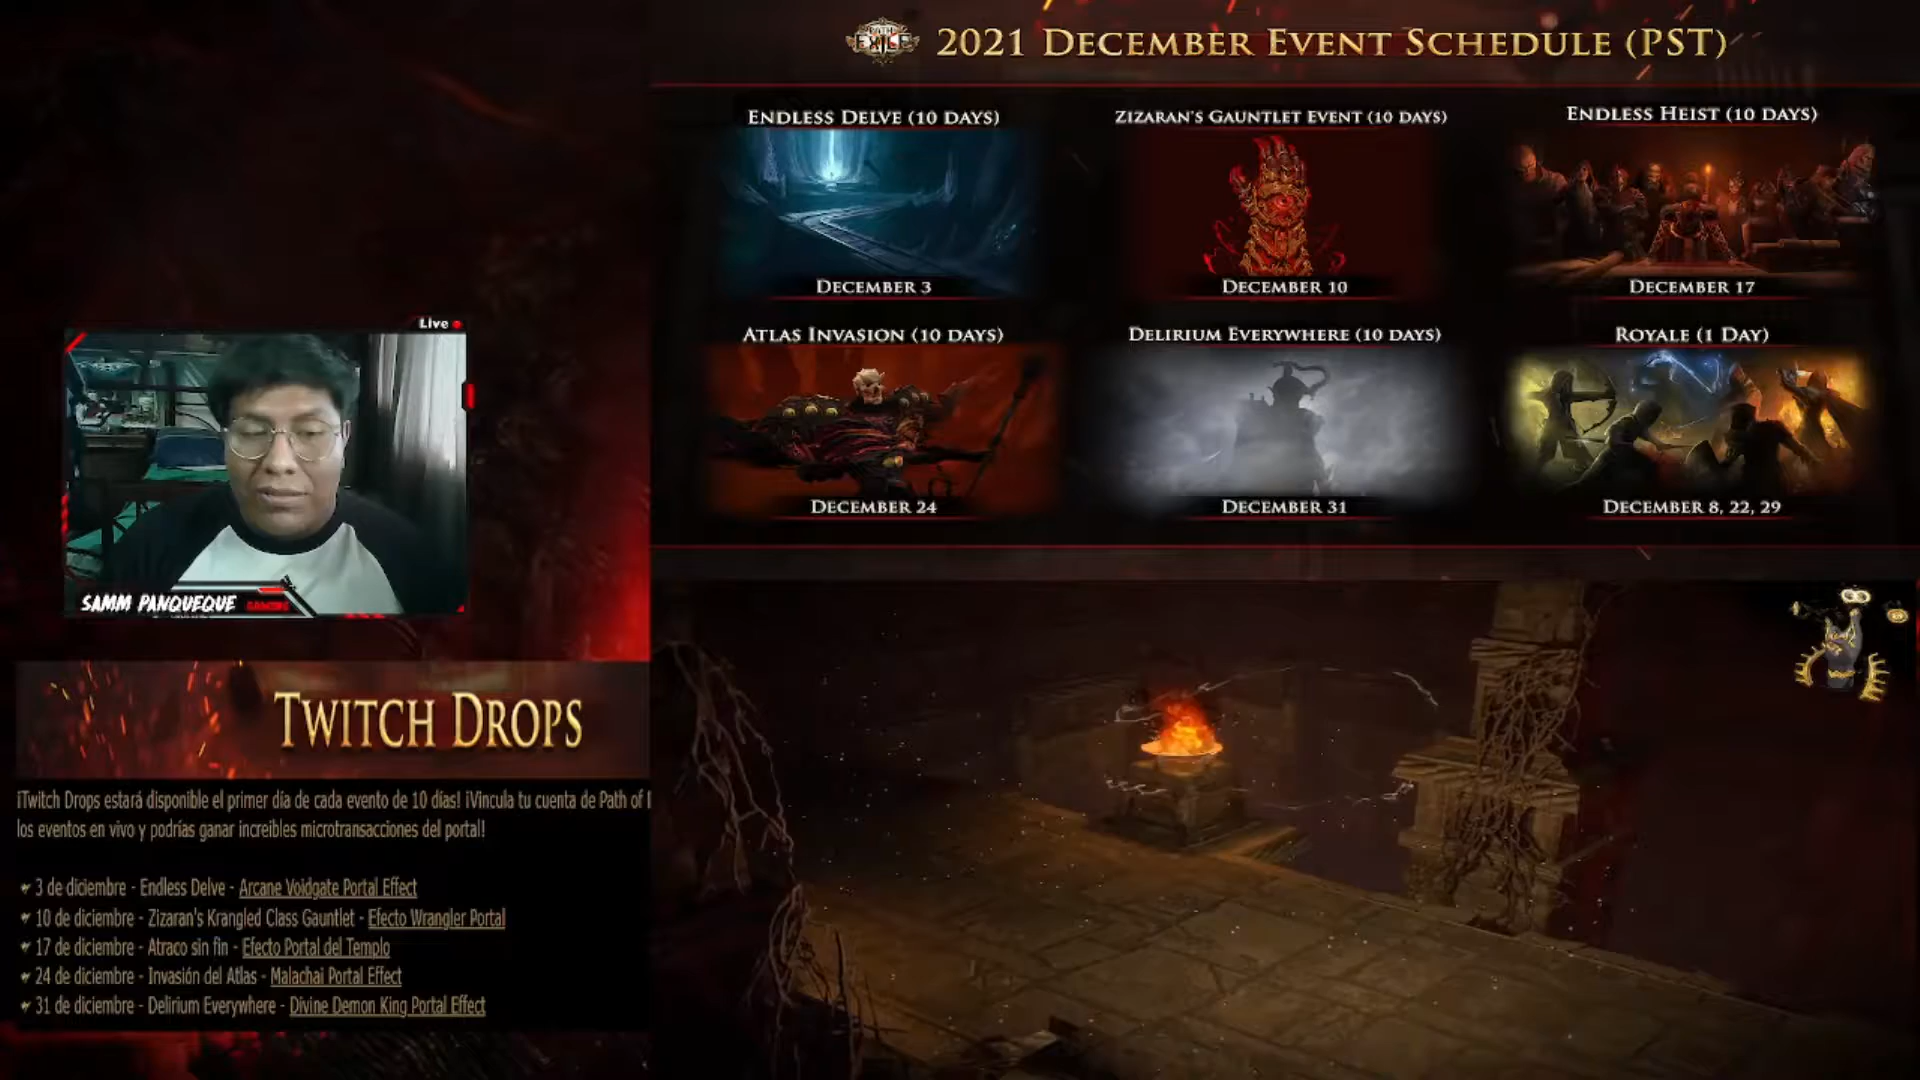 PATH OF EXILE
2021 DECEMBER EVENT SCHEDULE (PST)
ENDLESS DELVE (10 DAYS)
ZIZARAN'S GAUNTLET EVENT (10 DAYS)
ENDLESS HEIST (10 DAYS)
DECEMBER 3
DECEMBER 10
DECEMBER 17
ATLAS INVASION (10 DAYS)
DELIRIUM EVERYWHERE (10 DAYS)
ROYALE (1 DAY)
DECEMBER 24
DECEMBER 31
DECEMBER 8, 22, 29
Live
SAMM PANQUEQUE GAMING
TWITCH DROPS
¡Twitch Drops estará disponible el primer día de cada evento de 10 días! ¡Vincula tu cuenta de Path of
los eventos en vivo y podrías ganar increíbles microtransacciones del portal!
3 de diciembre - Endless Delve - Arcane Voidgate Portal Effect
10 de diciembre - Zizaran's Krangled Class Gauntlet - Efecto Wrangler Portal
17 de diciembre - Atraco sin fin - Efecto Portal del Templo
24 de diciembre - Invasión del Atlas - Malachai Portal Effect
31 de diciembre - Delirium Everywhere - Divine Demon King Portal Effect